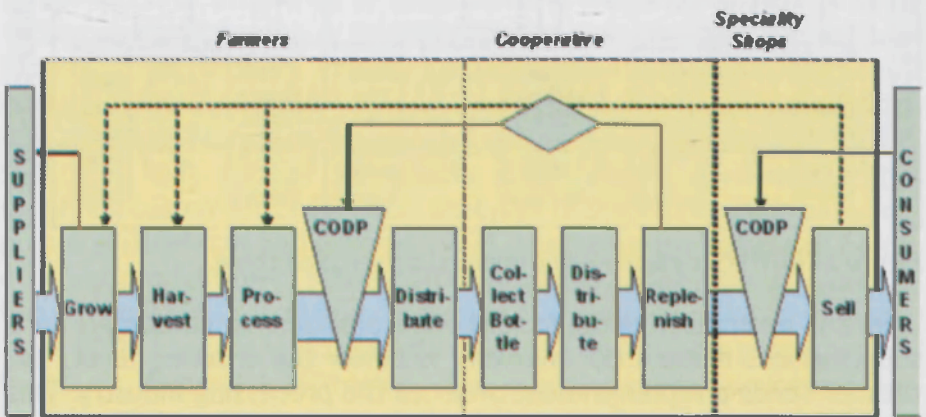 Farmers
Cooperative
Speciality
Shops
SUPPLIERS
CONSUMERS
CODP
CODP
Grow
Har-
vest
Pro-
cess
Distri-
bute
Col-
lect
Bot-
tle
Dis-
tri-
bu-
te
Reple-
nish
Sell